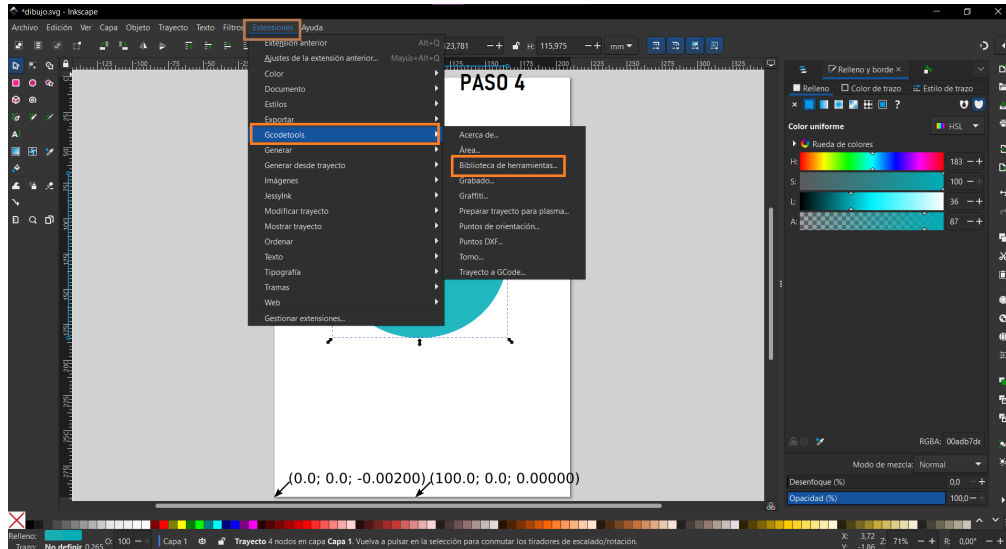 *dibujo.svg - Inkscape
Archivo Edición Ver Capa Objeto Trayecto Texto Filtros Extensiones Ayuda
23,781 H: 115,975 mm
Extensión anterior Alt+Q
Ajustes de la extensión anterior... Mayús+Alt+Q
Color
Documento
Estilos
Exportar
Gcodetools
Generar
Generar desde trayecto
Imágenes
JessyInk
Modificar trayecto
Mostrar trayecto
Ordenar
Texto
Tipografía
Tramas
Web
Gestionar extensiones...
PASO 4
Acerca de...
Área...
Biblioteca de herramientas...
Grabado...
Graffiti...
Preparar trayecto para plasma...
Puntos de orientación...
Puntos DXF...
Torno...
Trayecto a GCode...
(0.0; 0.0; -0.00200) (100.0; 0.0; 0.00000)
Relleno y borde
Relleno Color de trazo Estilo de trazo
Color uniforme HSL
Rueda de colores
H: 183
S: 100
L: 36
A: 87
RGBA: 00adb7de
Modo de mezcla: Normal
Desenfoque (%) 0,0
Opacidad (%) 100,0
Relleno: O: 100 Capa 1 Trayecto 4 nodos en capa Capa 1. Vuelva a pulsar en la selección para conmutar los tiradores de escalado/rotación. X: 3,72 Z: 71% R: 0,00°
Trazo: No definir 0,265 Y: -1,86